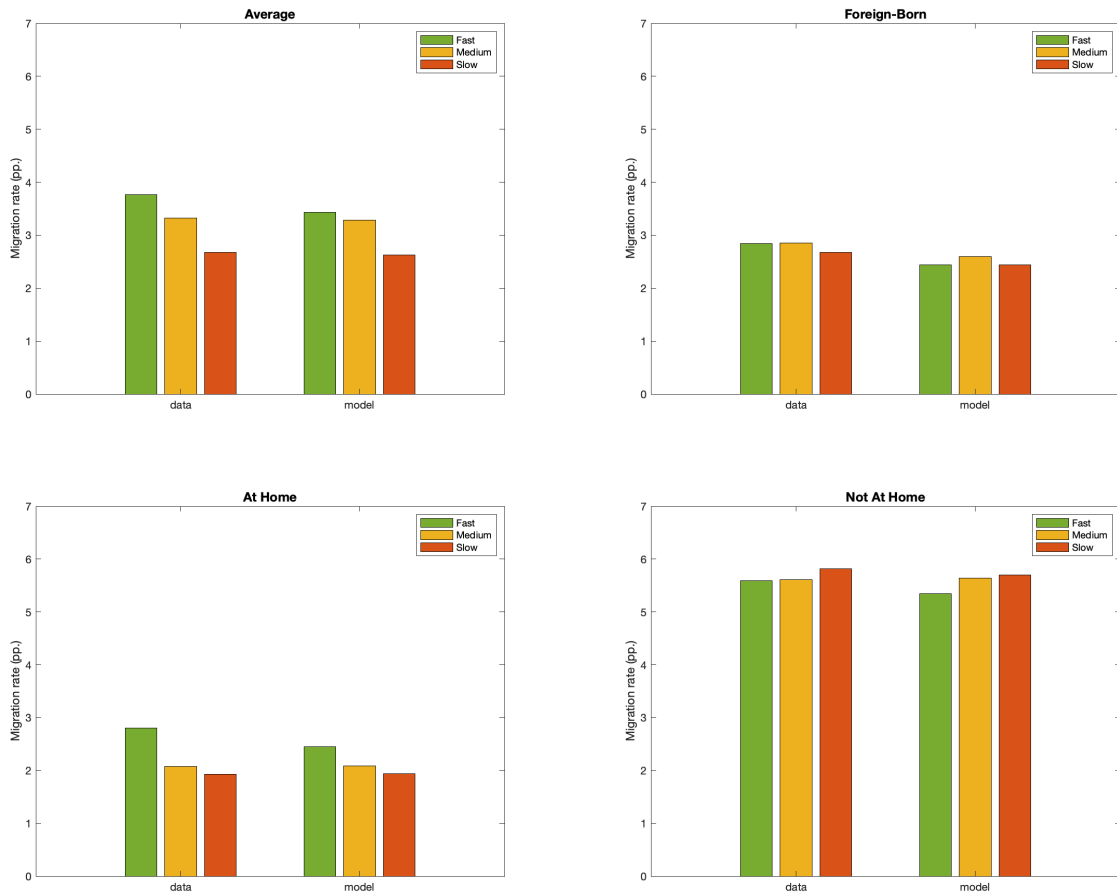 Average
Migration rate (pp.)
7
6
5
4
3
2
1
0
data
model
Fast
Medium
Slow
Foreign-Born
Migration rate (pp.)
7
6
5
4
3
2
1
0
data
model
Fast
Medium
Slow
At Home
Migration rate (pp.)
7
6
5
4
3
2
1
0
data
model
Fast
Medium
Slow
Not At Home
Migration rate (pp.)
7
6
5
4
3
2
1
0
data
model
Fast
Medium
Slow